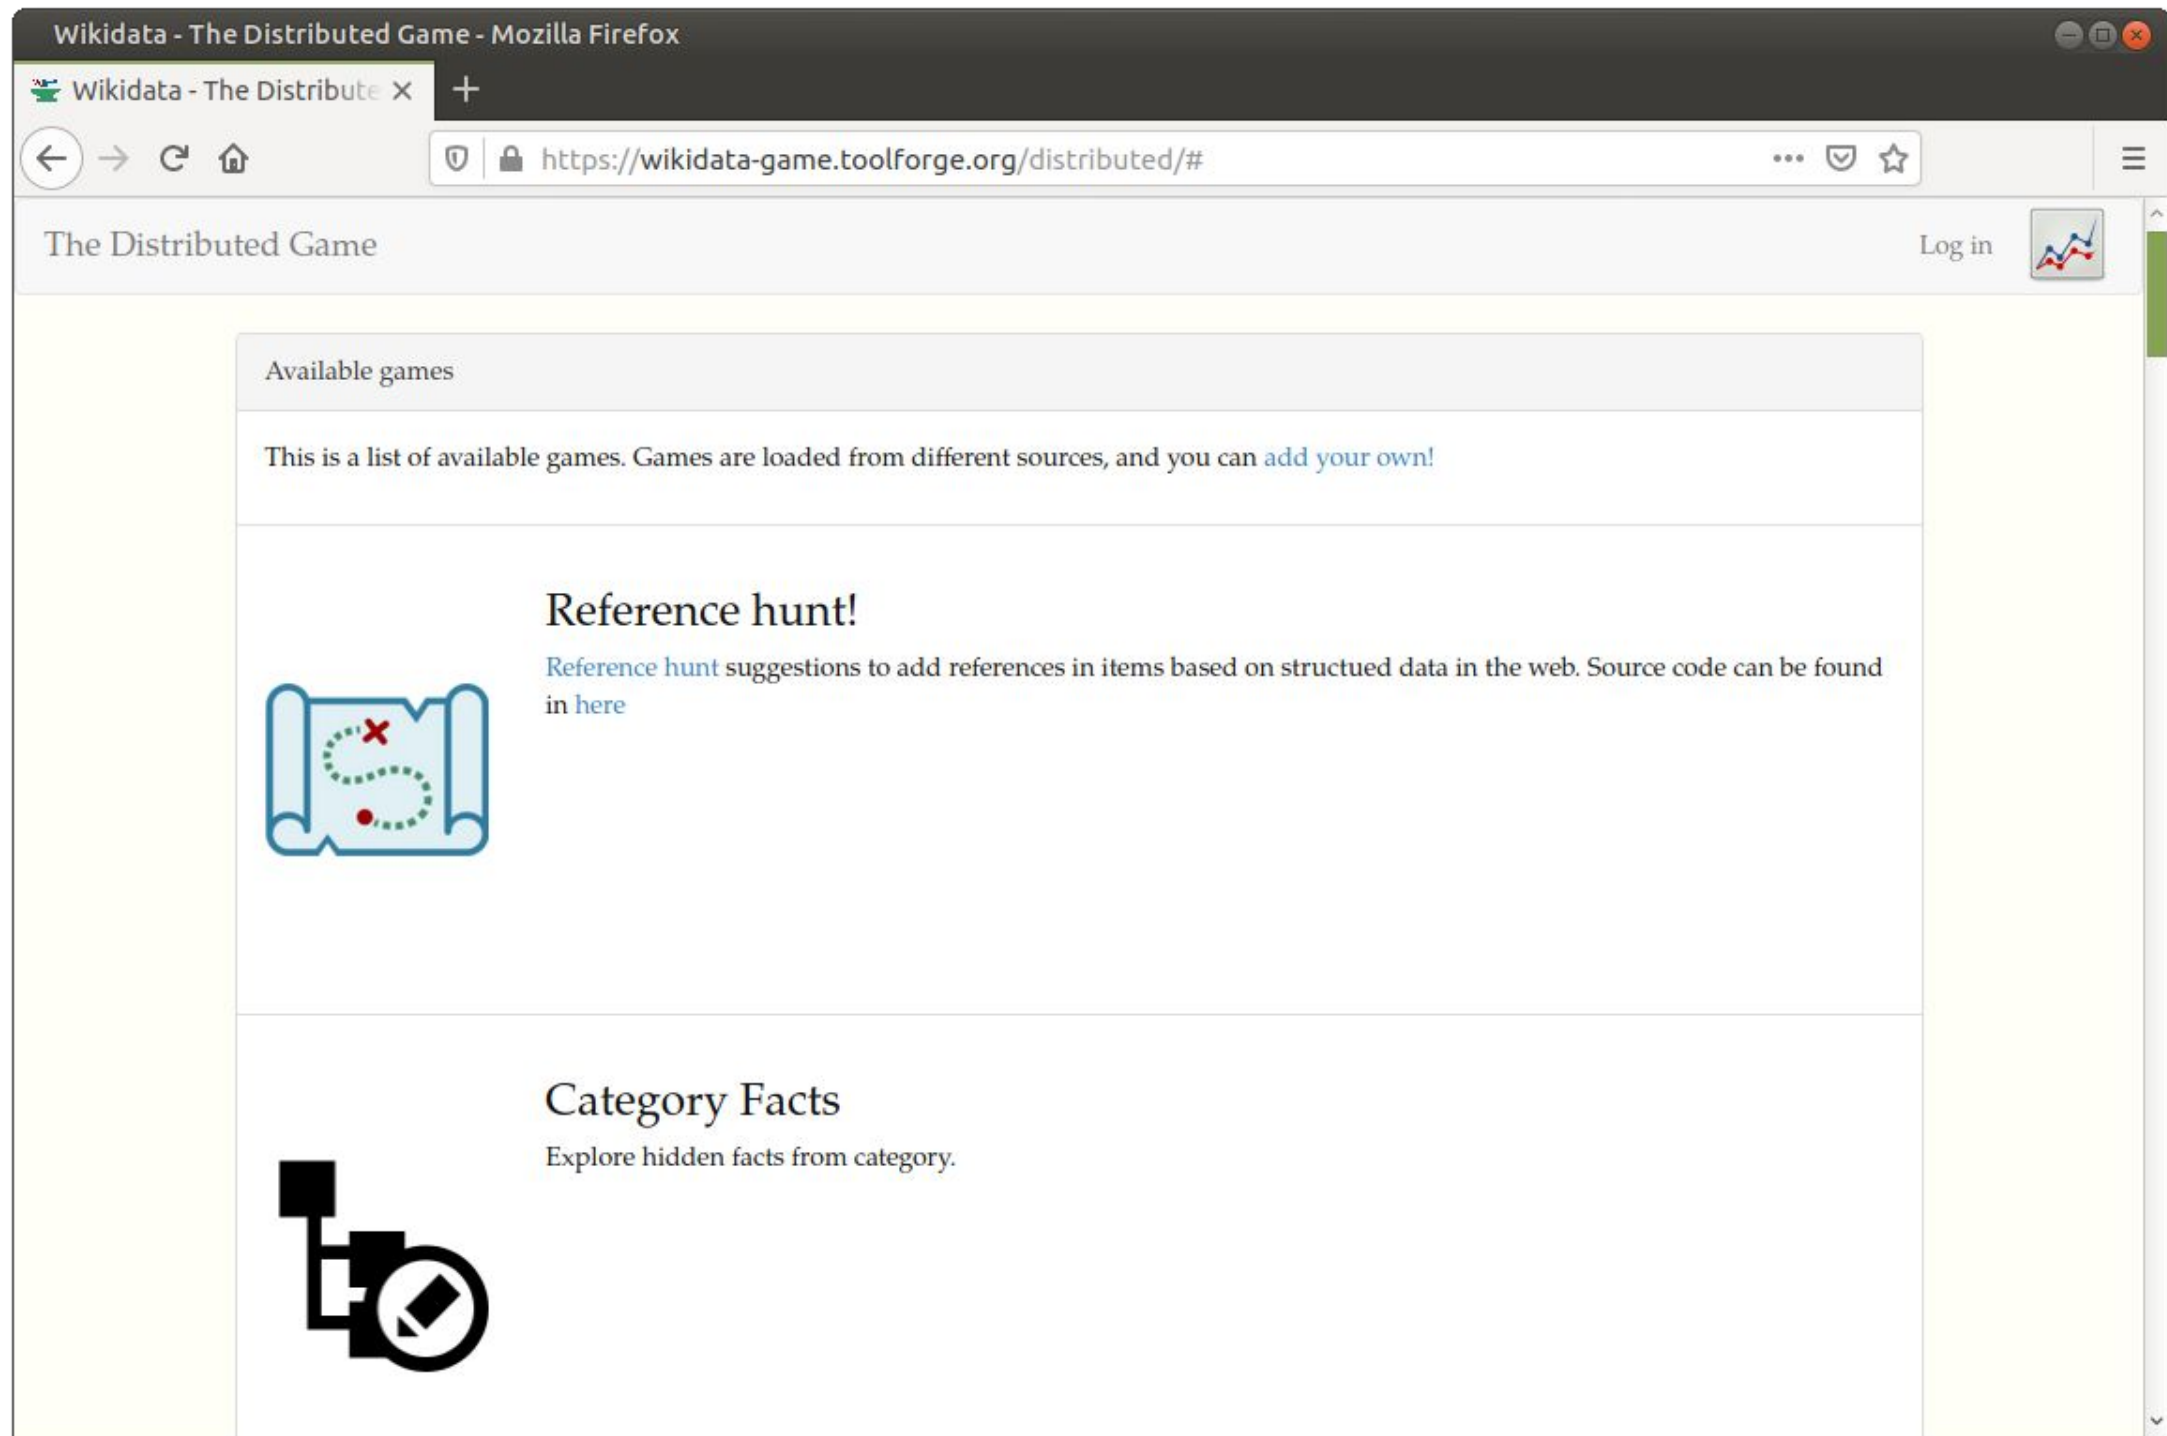 Wikidata - The Distributed Game - Mozilla Firefox
Wikidata - The Distribute
https://wikidata-game.toolforge.org/distributed/#
The Distributed Game
Log in
Available games
This is a list of available games. Games are loaded from different sources, and you can add your own!
Reference hunt!
Reference hunt suggestions to add references in items based on structued data in the web. Source code can be found
in here
Category Facts
Explore hidden facts from category.